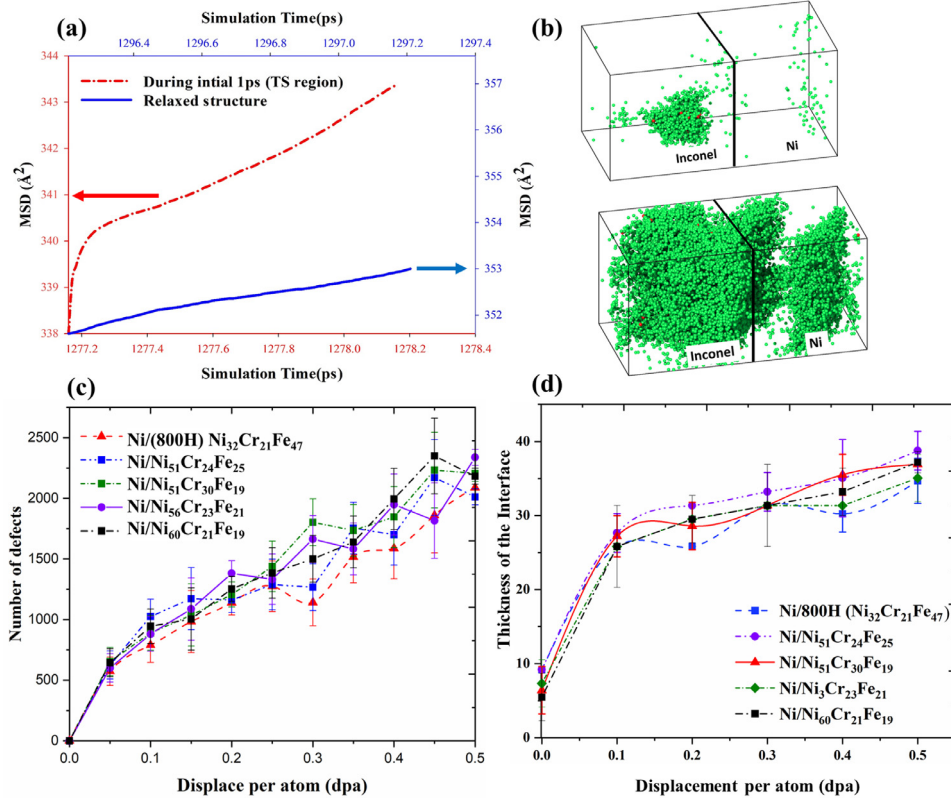 (a)
Simulation Time(ps)
1296.4 1296.6 1296.8 1297.0 1297.2 1297.4
344
343
342
341
340
339
338
MSD (Å²)
During intial 1ps (TS region)
Relaxed structure
357
356
355
354
353
352
MSD (Å²)
1277.2 1277.4 1277.6 1277.8 1278.0 1278.2 1278.4
Simulation Time(ps)
(b)
Inconel
Ni
Inconel
Ni
(c)
2500
2000
1500
1000
500
0
Number of defects
Ni/(800H) Ni₃₂Cr₂₁Fe₄₇
Ni/Ni₅₁Cr₂₄Fe₂₅
Ni/Ni₅₁Cr₃₀Fe₁₉
Ni/Ni₅₆Cr₂₃Fe₂₁
Ni/Ni₆₀Cr₂₁Fe₁₉
0.0 0.1 0.2 0.3 0.4 0.5
Displace per atom (dpa)
(d)
40
30
20
10
0
Thickness of the Interface
Ni/800H (Ni₃₂Cr₂₁Fe₄₇)
Ni/Ni₅₁Cr₂₄Fe₂₅
Ni/Ni₅₁Cr₃₀Fe₁₉
Ni/Ni₃Cr₂₃Fe₂₁
Ni/Ni₆₀Cr₂₁Fe₁₉
0.0 0.1 0.2 0.3 0.4 0.5
Displacement per atom (dpa)